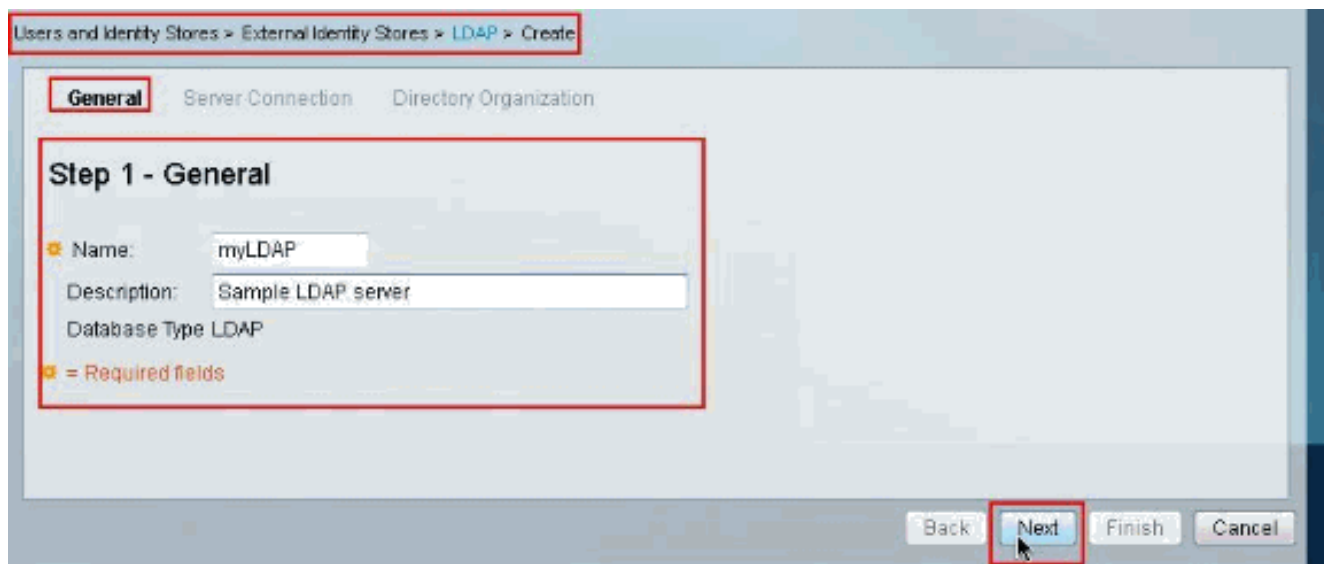 Users and Identity Stores > External Identity Stores > LDAP > Create
General Server Connection Directory Organization
Step 1 - General
Name: myLDAP
Description: Sample LDAP server
Database Type LDAP
= Required fields
Back Next Finish Cancel